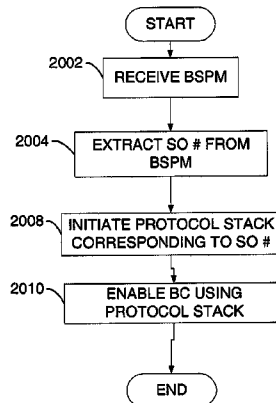 START
2002
RECEIVE BSPM
2004
EXTRACT SO # FROM
BSPM
2008
INITIATE PROTOCOL STACK
CORRESPONDING TO SO #
2010
ENABLE BC USING
PROTOCOL STACK
END